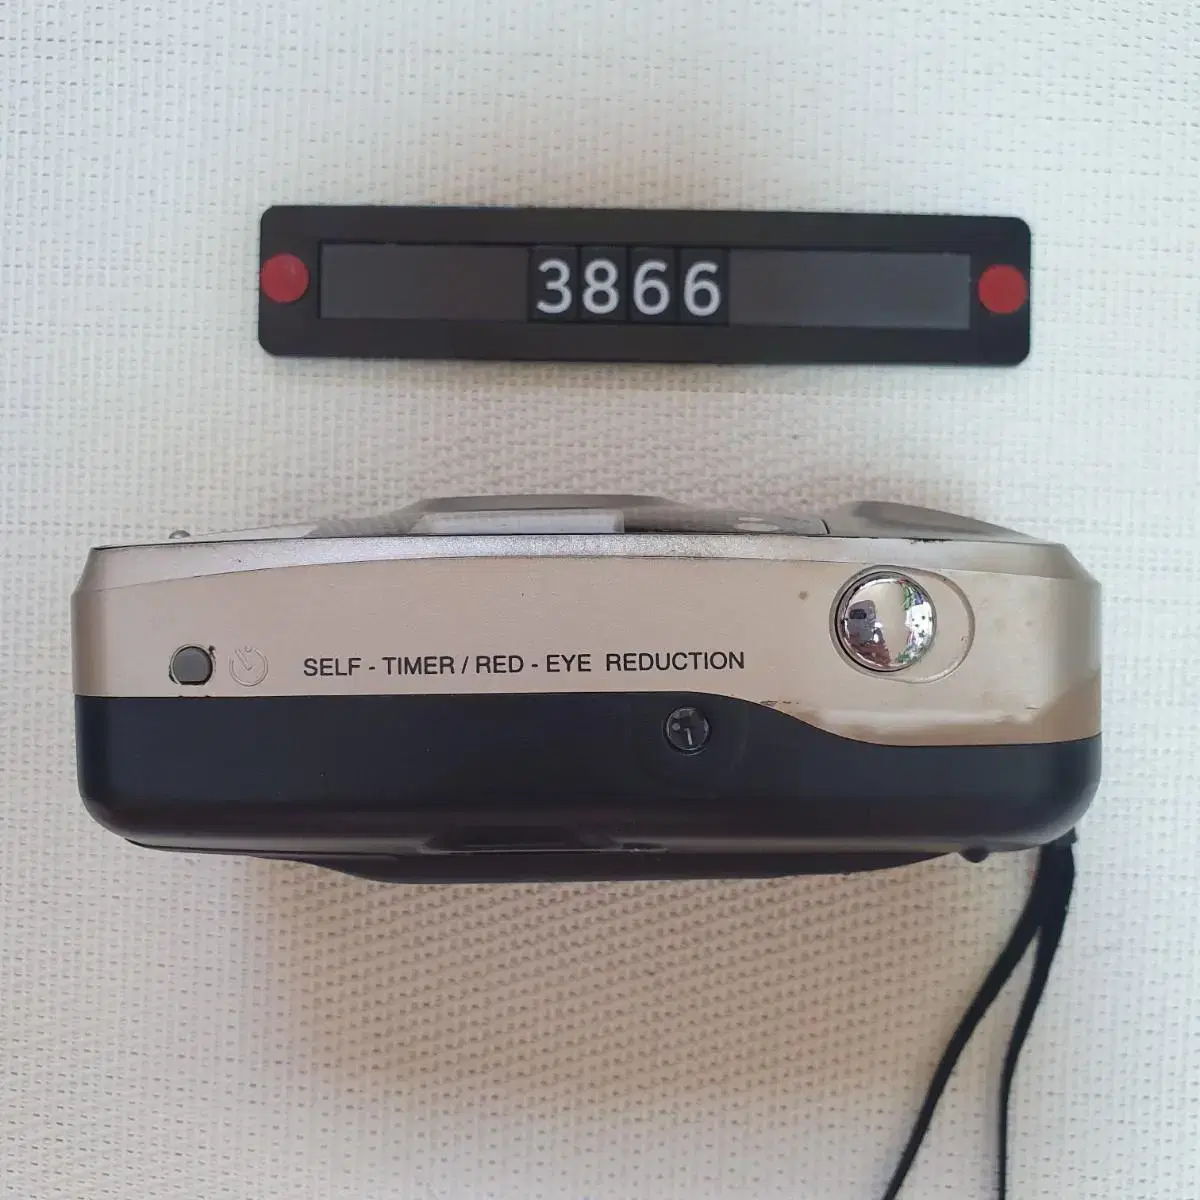 3866
SELF - TIMER / RED - EYE REDUCTION